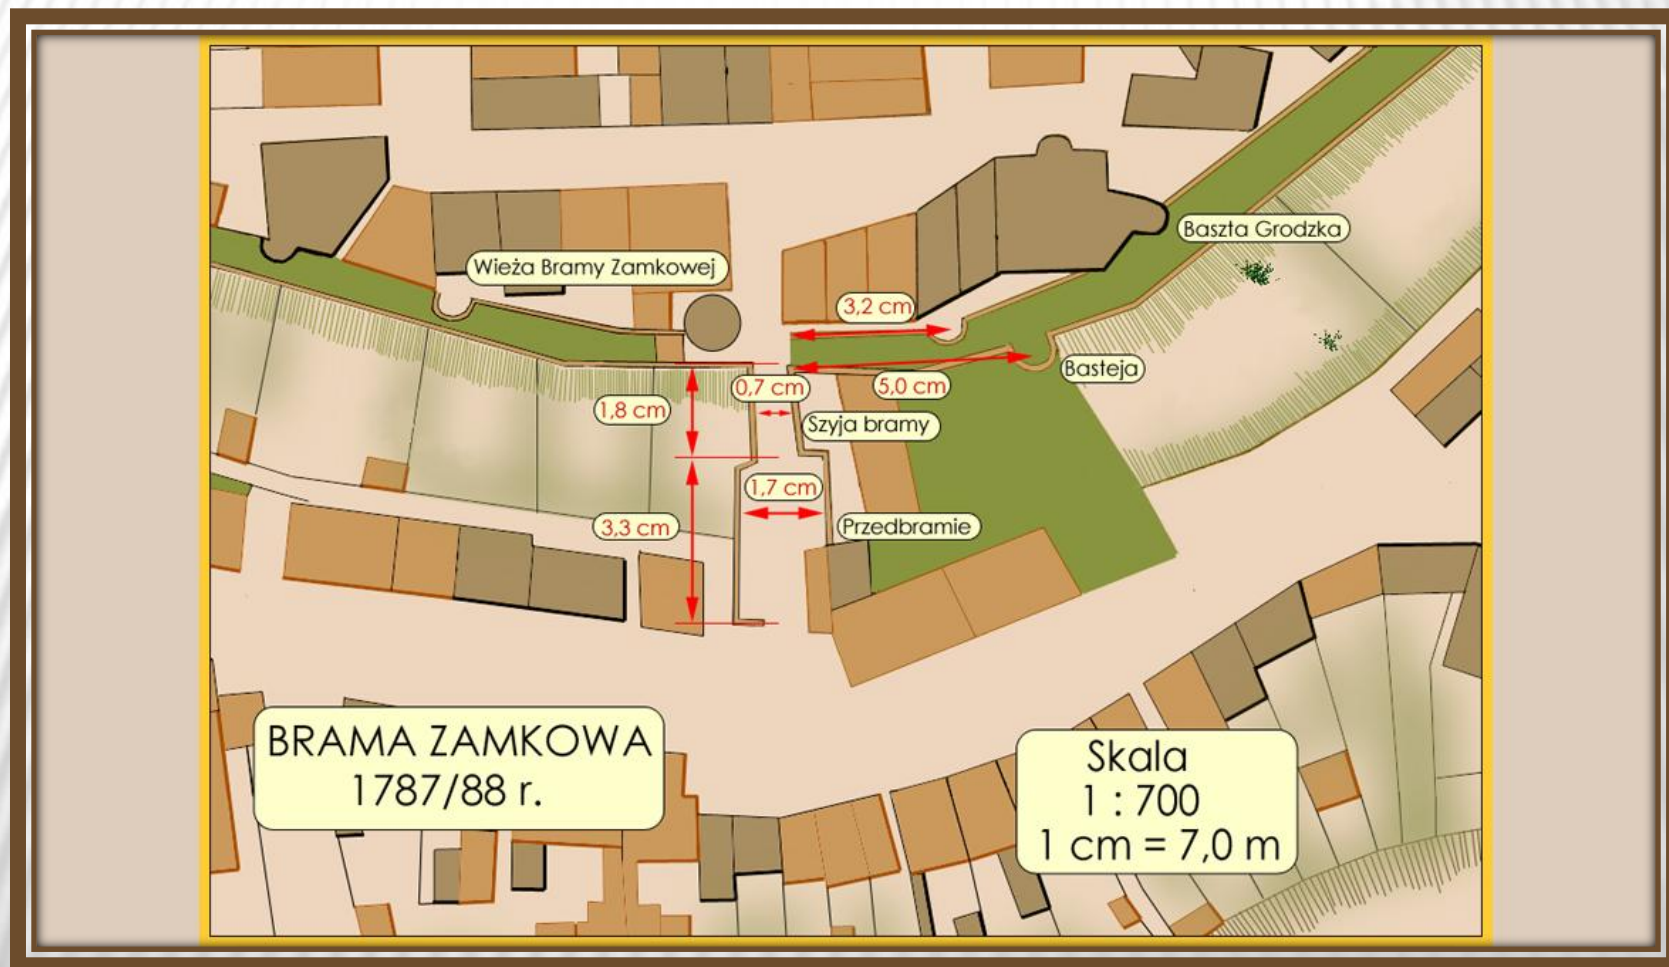 Baszta Grodzka
Wieża Bramy Zamkowej
3,2 cm
Basteja
0,7 cm
5,0 cm
1,8 cm
Szyja bramy
1,7 cm
3,3 cm
Przedbramie
BRAMA ZAMKOWA
1787/88 r.
Skala
1 : 700
1 cm = 7,0 m